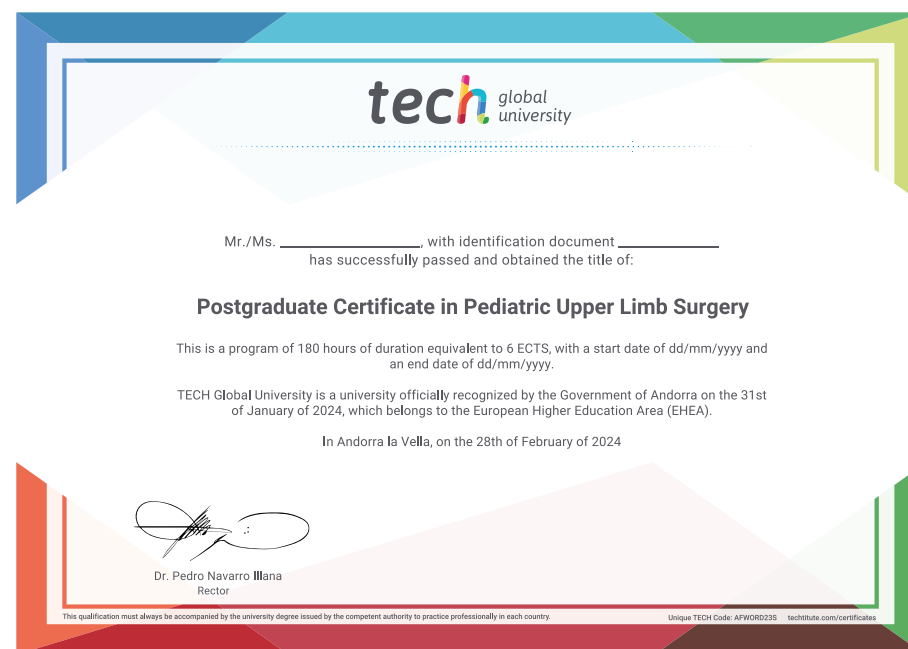 tech global
university
Mr./Ms. ____________, with identification document ____________
has successfully passed and obtained the title of:
Postgraduate Certificate in Pediatric Upper Limb Surgery
This is a program of 180 hours of duration equivalent to 6 ECTS, with a start date of dd/mm/yyyy and
an end date of dd/mm/yyyy.
TECH Global University is a university officially recognized by the Government of Andorra on the 31st
of January of 2024, which belongs to the European Higher Education Area (EHEA).
In Andorra la Vella, on the 28th of February of 2024
Dr. Pedro Navarro Illana
Rector
This qualification must always be accompanied by the university degree issued by the competent authority to practice professionally in each country.
Unique TECH Code: AFWORD23S techtitute.com/certificates